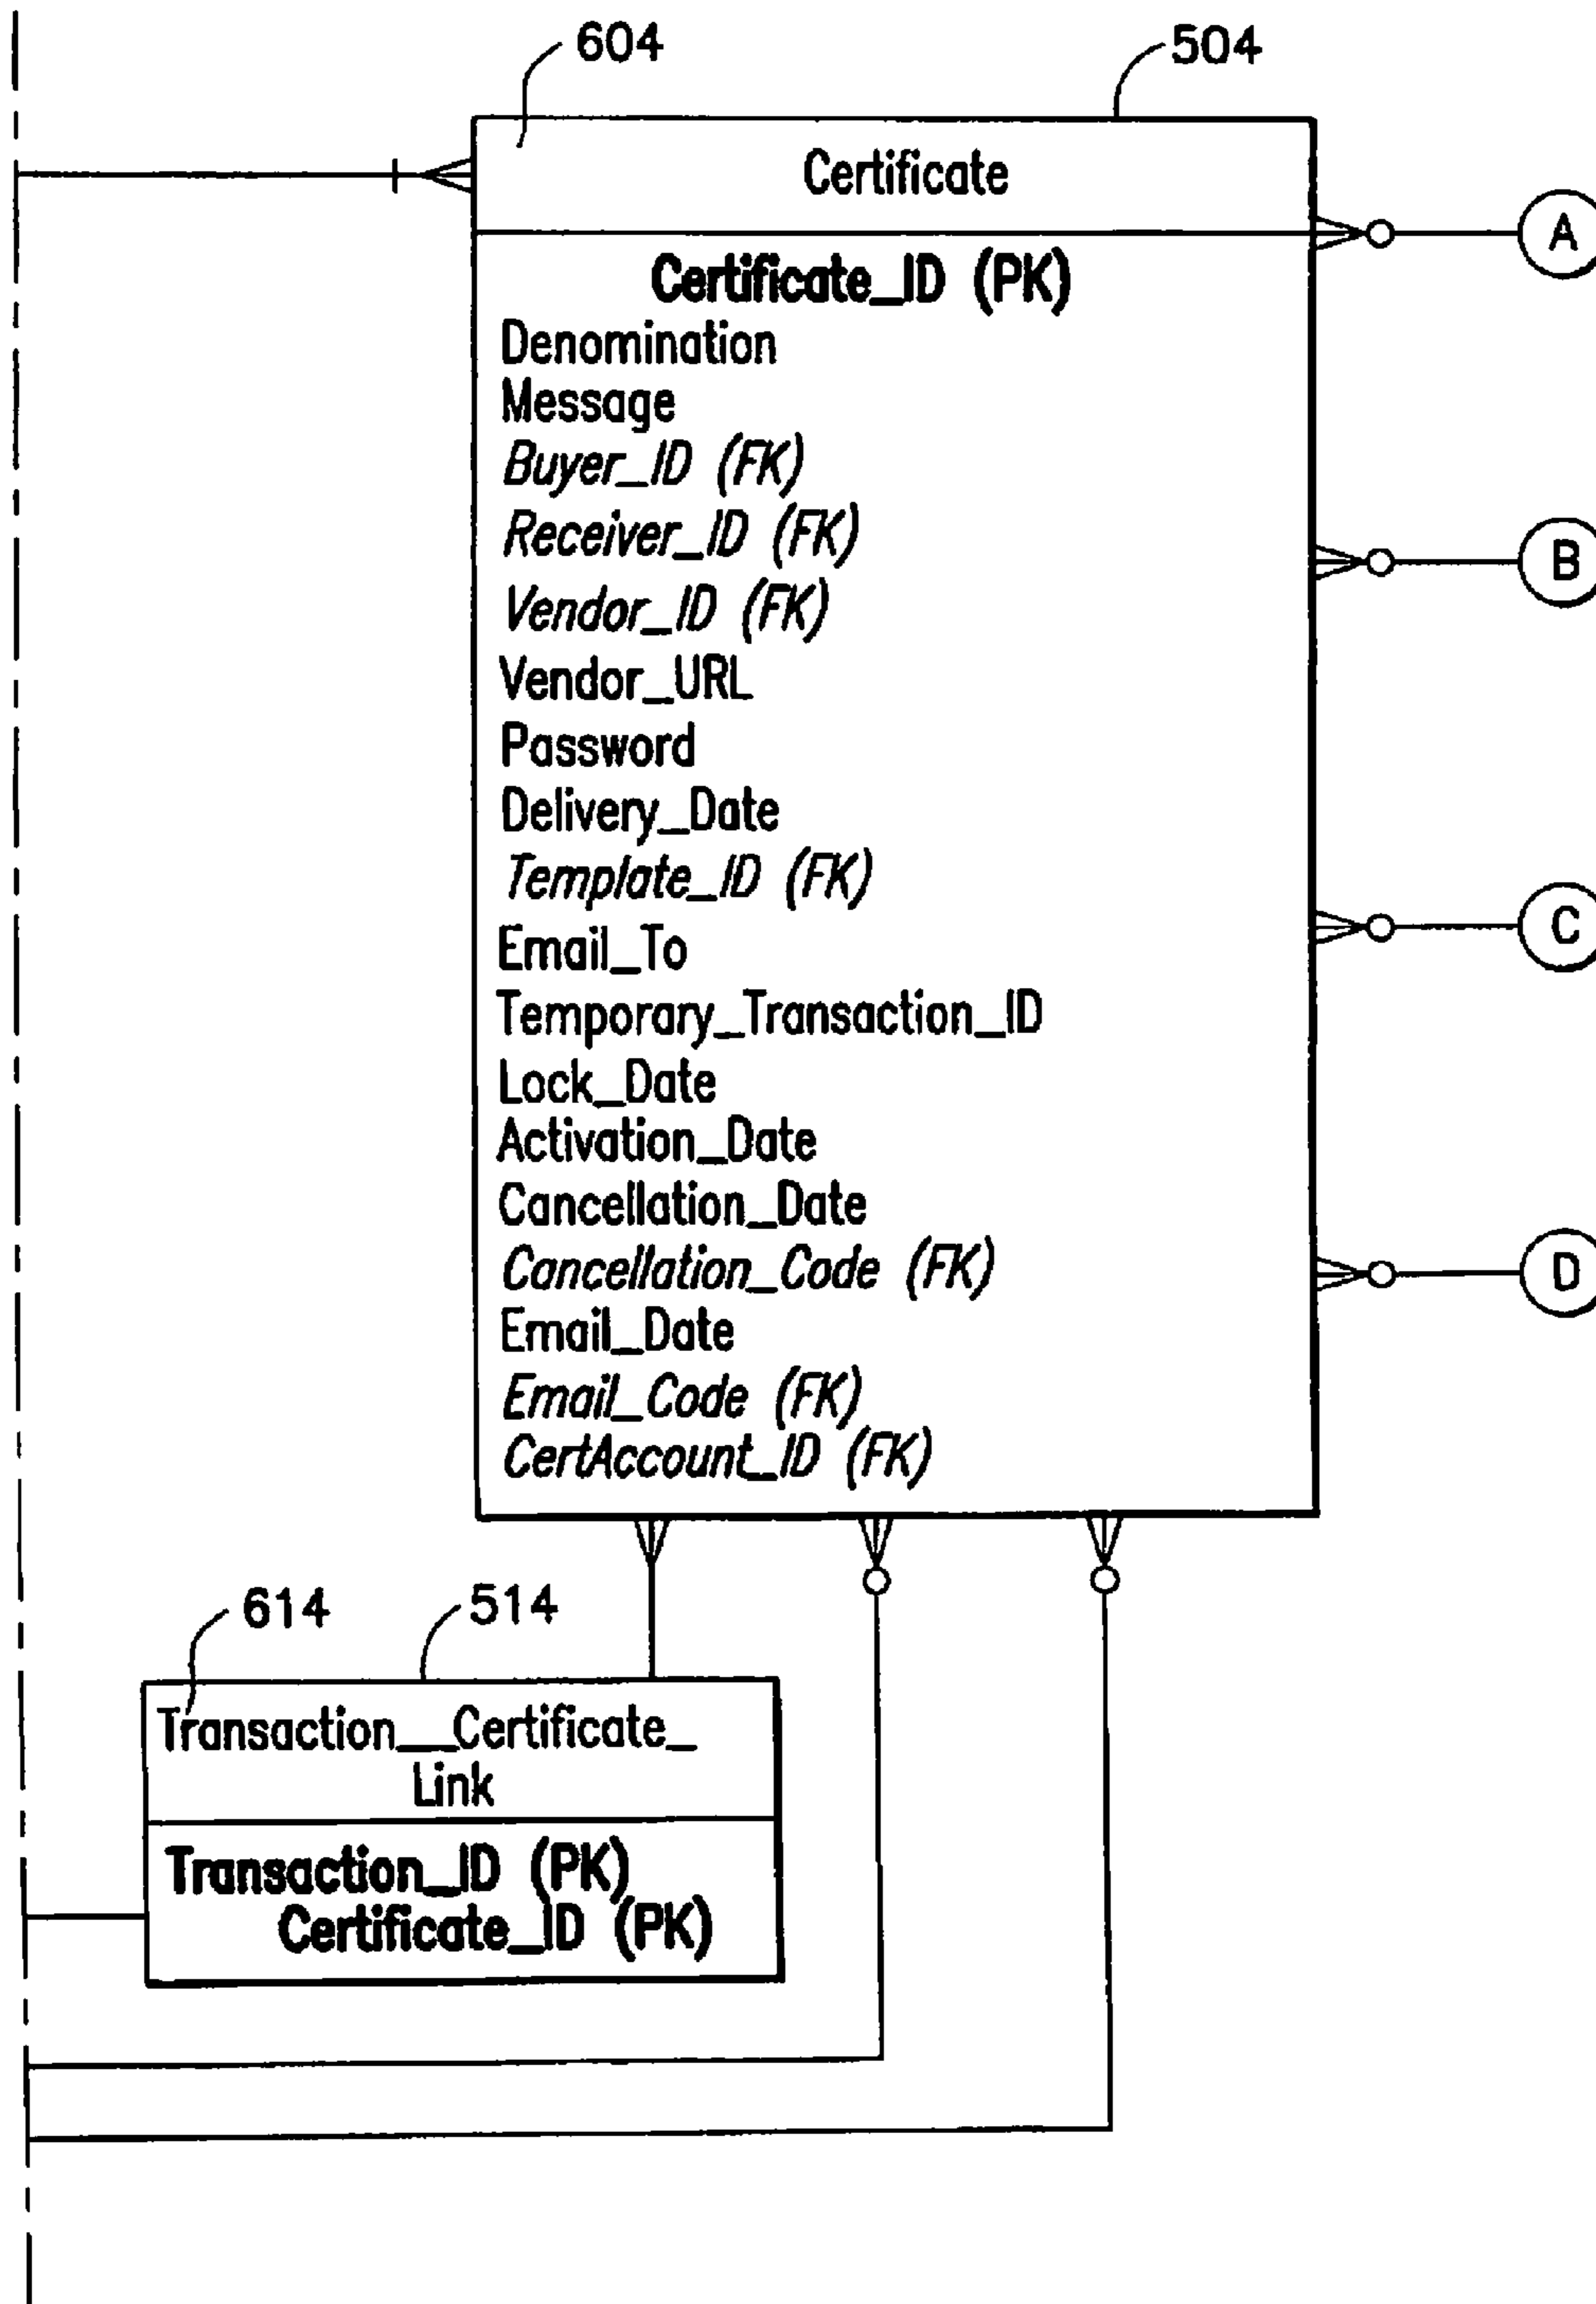 604
504
Certificate
A
Certificate_ID (PK)
Denomination
Message
Buyer_ID (FK)
Receiver_ID (FK)
B
Vendor_ID (FK)
Vendor_URL
Password
Delivery_Date
Template_ID (FK)
Email_To
C
Temporary_Transaction_ID
Lock_Date
Activation_Date
Cancellation_Date
Cancellation_Code (FK)
D
Email_Date
Email_Code (FK)
CertAccount_ID (FK)
614
514
Transaction__Certificate_
Link
Transaction_ID (PK)
Certificate_ID (PK)